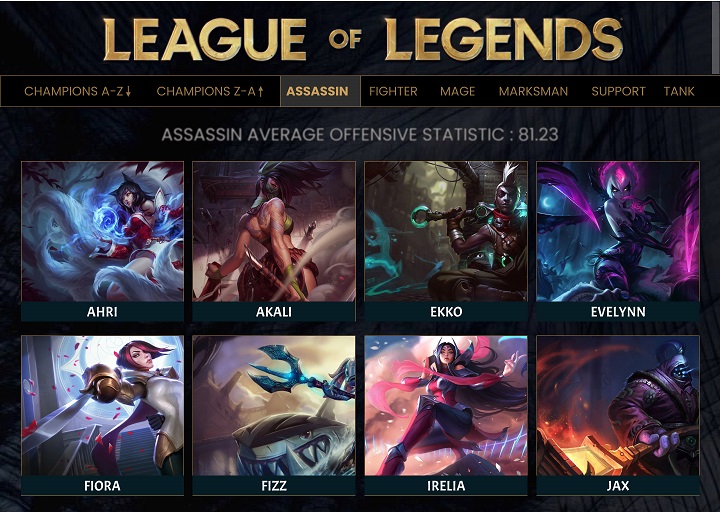 LEAGUE OF LEGENDS
CHAMPIONS A-Z↓ CHAMPIONS Z-A↑ ASSASSIN FIGHTER MAGE MARKSMAN SUPPORT TANK
ASSASSIN AVERAGE OFFENSIVE STATISTIC : 81.23
AHRI AKALI EKKO EVELYNN
FIORA FIZZ IRELIA JAX